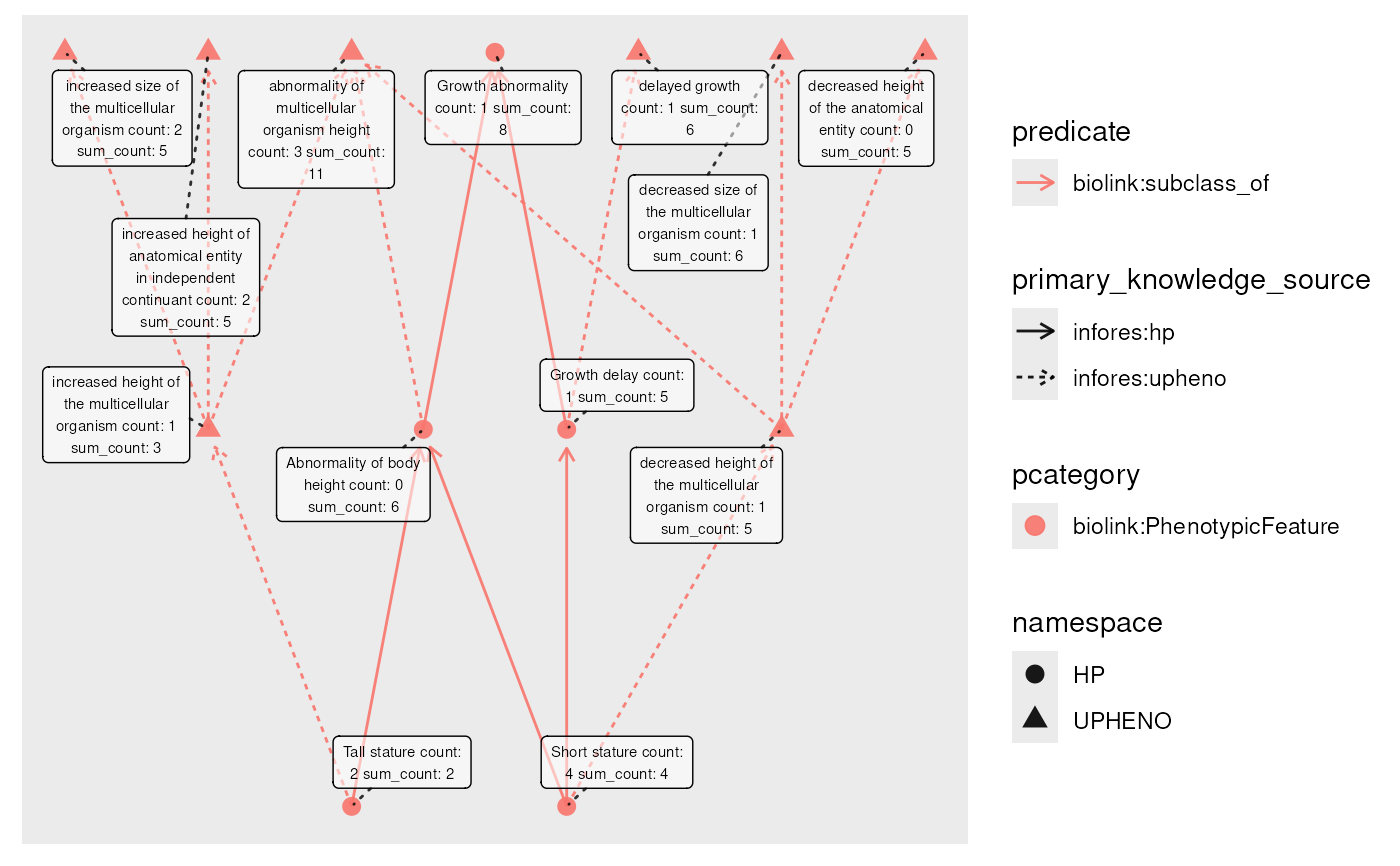 increased size of
the multicellular
organism count: 2
sum_count: 5
abnormality of
multicellular
organism height
count: 3 sum_count:
11
Growth abnormality
count: 1 sum_count:
8
delayed growth
count: 1 sum_count:
6
decreased height
of the anatomical
entity count: 0
sum_count: 5
decreased size of
the multicellular
organism count: 1
sum_count: 6
increased height of
anatomical entity
in independent
continuant count: 2
sum_count: 5
increased height of
the multicellular
organism count: 1
sum_count: 3
Growth delay count:
1 sum_count: 5
Abnormality of body
height count: 0
sum_count: 6
decreased height of
the multicellular
organism count: 1
sum_count: 5
Tall stature count:
2 sum_count: 2
Short stature count:
4 sum_count: 4
predicate
biolink:subclass_of
primary_knowledge_source
infores:hp
infores:upheno
pcategory
biolink:PhenotypicFeature
namespace
HP
UPHENO